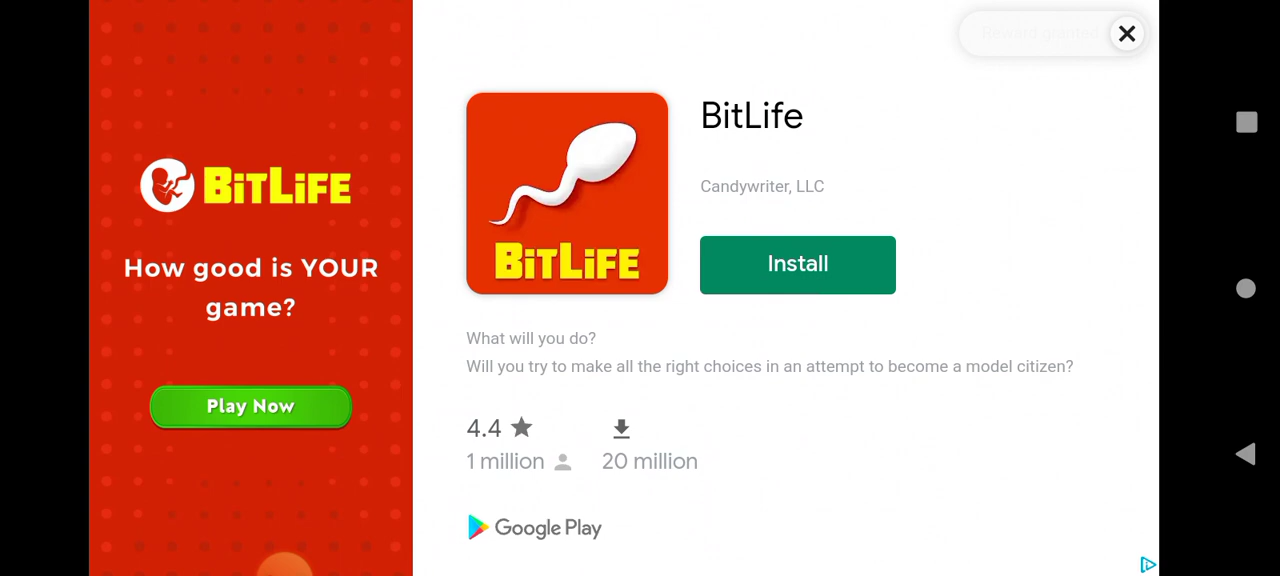 Reward granted
BITLIFE
How good is YOUR
game?
Play Now
BITLIFE
BitLife
Candywriter, LLC
Install
What will you do?
Will you try to make all the right choices in an attempt to become a model citizen?
4.4
1 million
20 million
Google Play